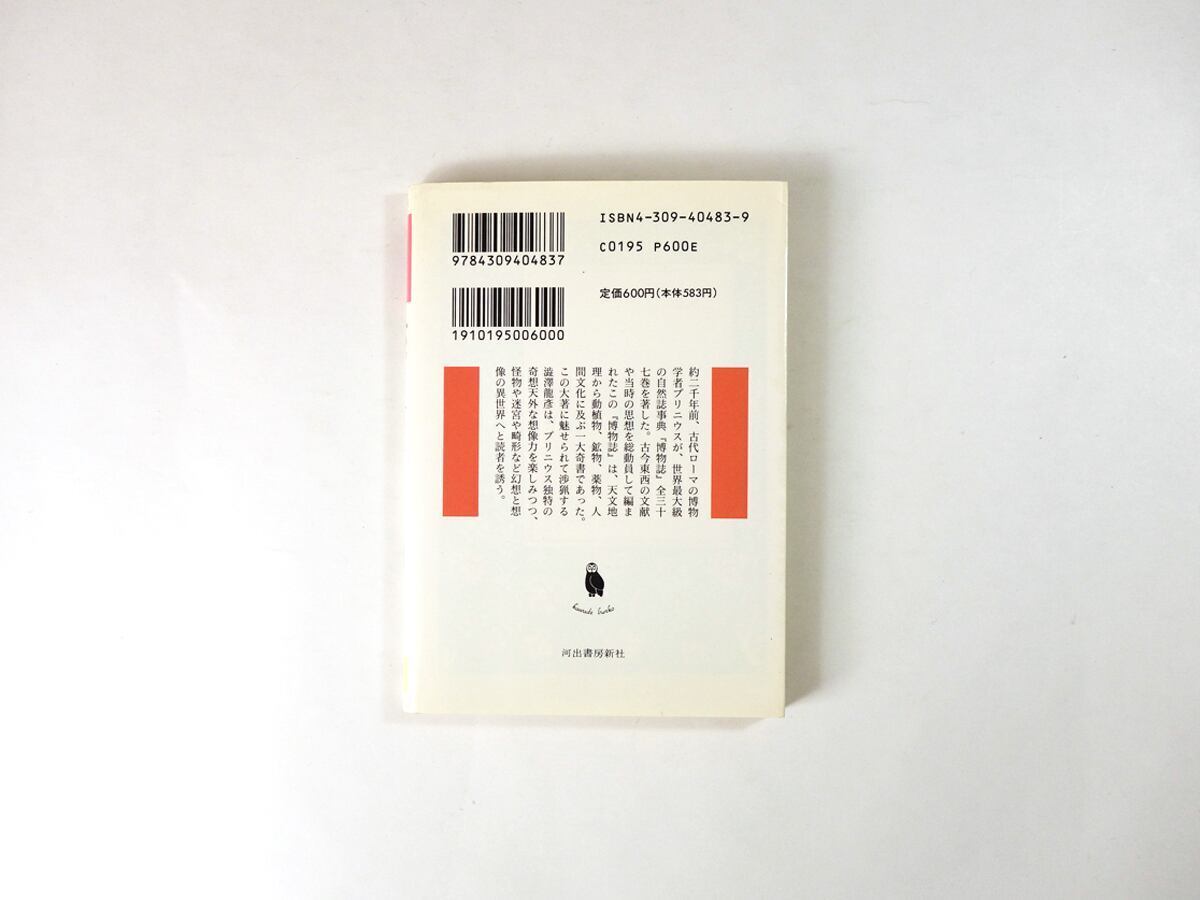 ISBN4-309-40483-9
C0195 P600E
9784309404837
定価600円(本体583円)
1910195006000
約二千年前、古代ローマの博物
学者プリニウスが、世界最大級
の自然誌事典『博物誌』全三十
七巻を著した。古今東西の文献
や当時の思想を総動員して編ま
れたこの『博物誌』は、天文地
理から動植物、鉱物、薬物、人
間文化に及ぶ一大奇書であった。
この大著に魅せられて渉猟する
澁澤龍彦は、プリニウス独特の
奇想天外な想像力を楽しみつつ、
怪物や迷宮や畸形など幻想と想
像の異世界へと読者を誘う。
kawade bunko
河出書房新社